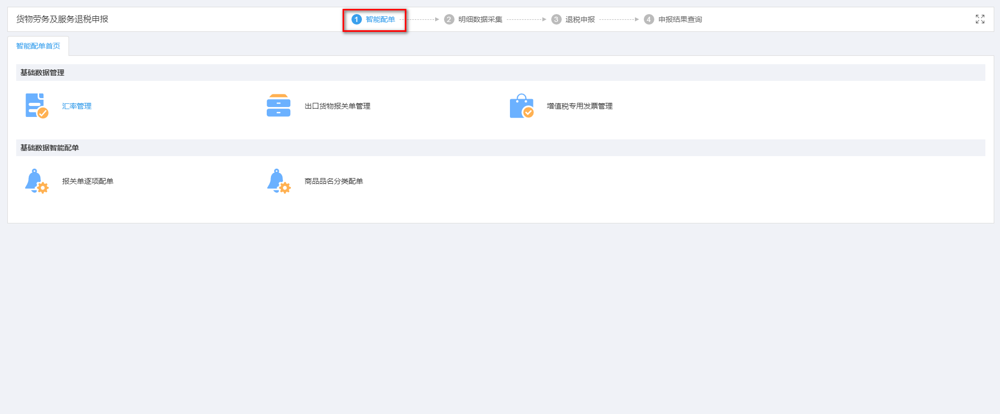 货物劳务及服务退税申报
1 智能配单 2 明细数据采集 3 退税申报 4 申报结果查询
智能配单首页
基础数据管理
汇率管理 出口货物报关单管理 增值税专用发票管理
基础数据智能配单
报关单逐项配单 商品品名分类配单